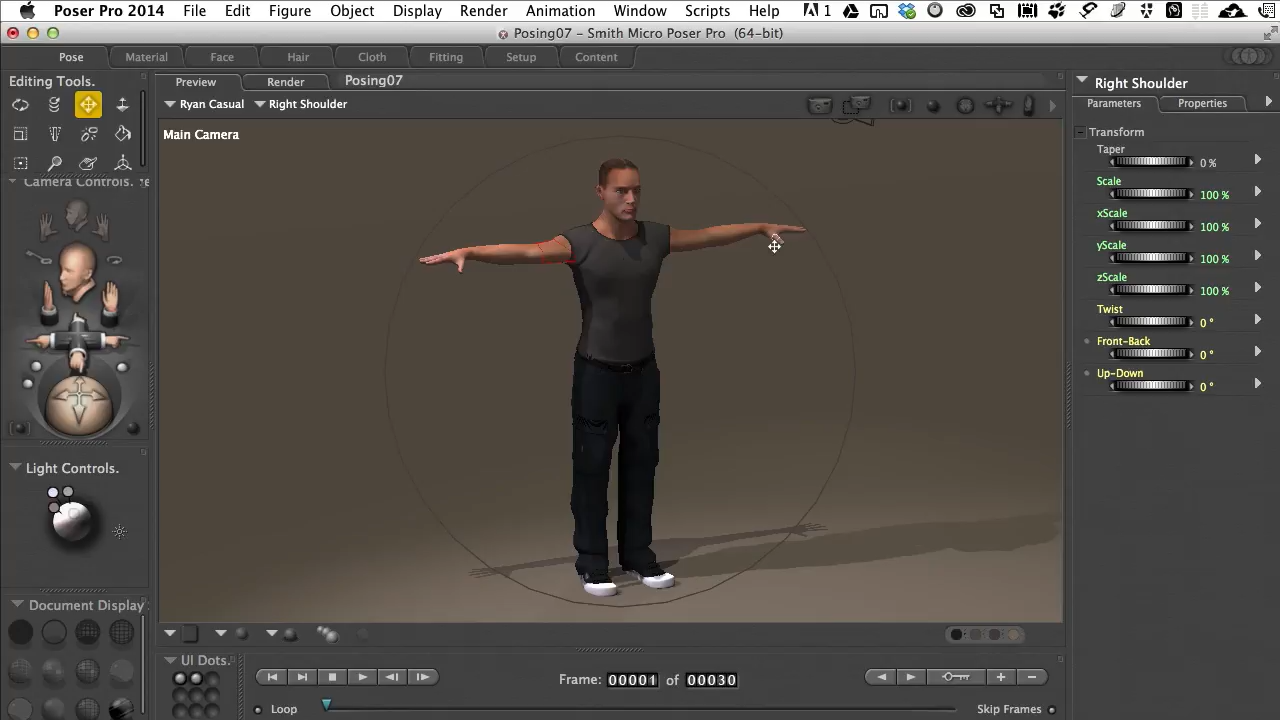 Poser Pro 2014 File Edit Figure Object Display Render Animation Window Scripts Help 1
Posing07 – Smith Micro Poser Pro (64-bit)
Pose Material Face Hair Cloth Fitting Setup Content
Editing Tools.
Preview Render Posing07
Ryan Casual Right Shoulder
Main Camera
Camera Controls.
Light Controls.
Document Display
UI Dots.
Frame: 00001 of 00030
Loop
Skip Frames
Right Shoulder
Parameters Properties
Transform
Taper
0 %
Scale
100 %
xScale
100 %
yScale
100 %
zScale
100 %
Twist
0 °
Front-Back
0 °
Up-Down
0 °